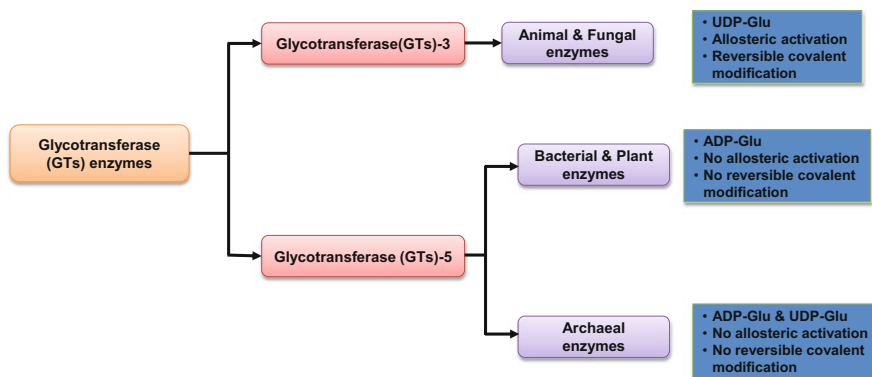 Glycotransferase
(GTs) enzymes
Glycotransferase(GTs)-3
Animal & Fungal
enzymes
• UDP-Glu
• Allosteric activation
• Reversible covalent
modification
Glycotransferase (GTs)-5
Bacterial & Plant
enzymes
• ADP-Glu
• No allosteric activation
• No reversible covalent
modification
Archaeal
enzymes
• ADP-Glu & UDP-Glu
• No allosteric activation
• No reversible covalent
modification